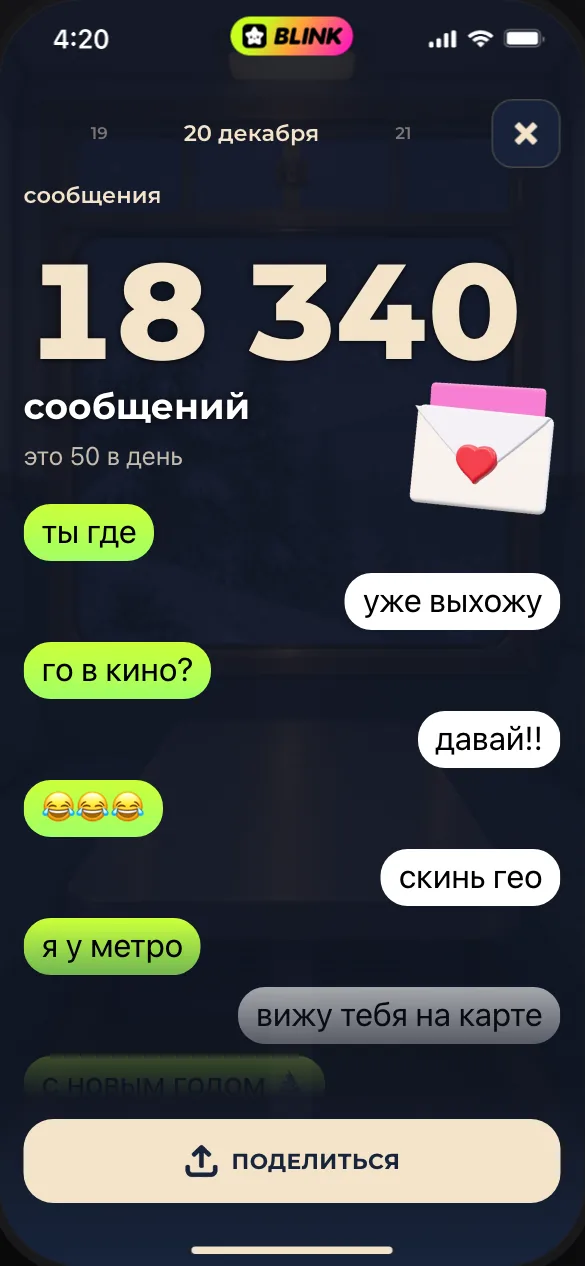 4:20
BLINK
19 20 декабря 21
сообщения
18 340
сообщений
это 50 в день
ты где
уже выхожу
го в кино?
давай!!
😂😂😂
скинь гео
я у метро
вижу тебя на карте
с новым годом
ПОДЕЛИТЬСЯ